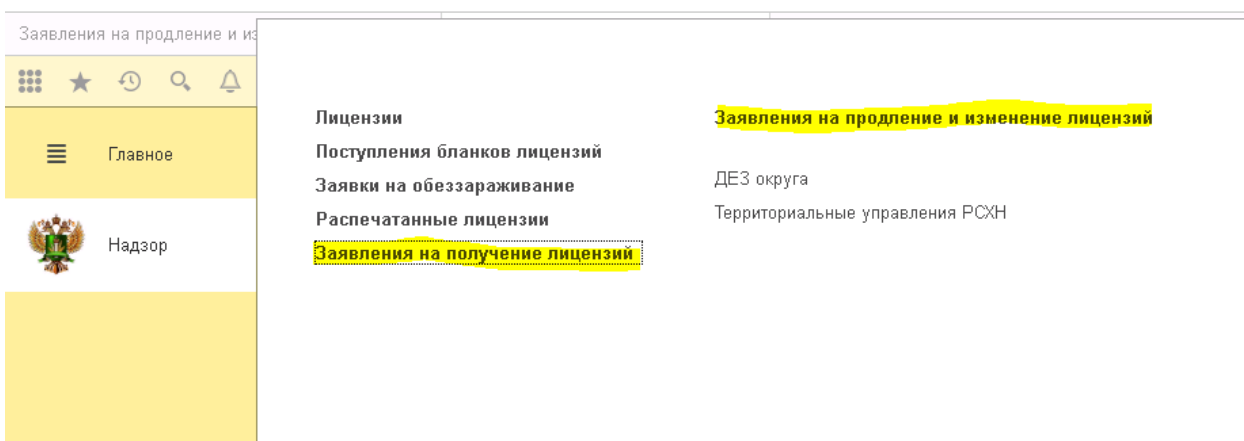 Заявления на продление и из
Главное
Надзор
Лицензии
Поступления бланков лицензий
Заявки на обеззараживание
Распечатанные лицензии
Заявления на получение лицензий
Заявления на продление и изменение лицензий
ДЕЗ округа
Территориальные управления РСХН